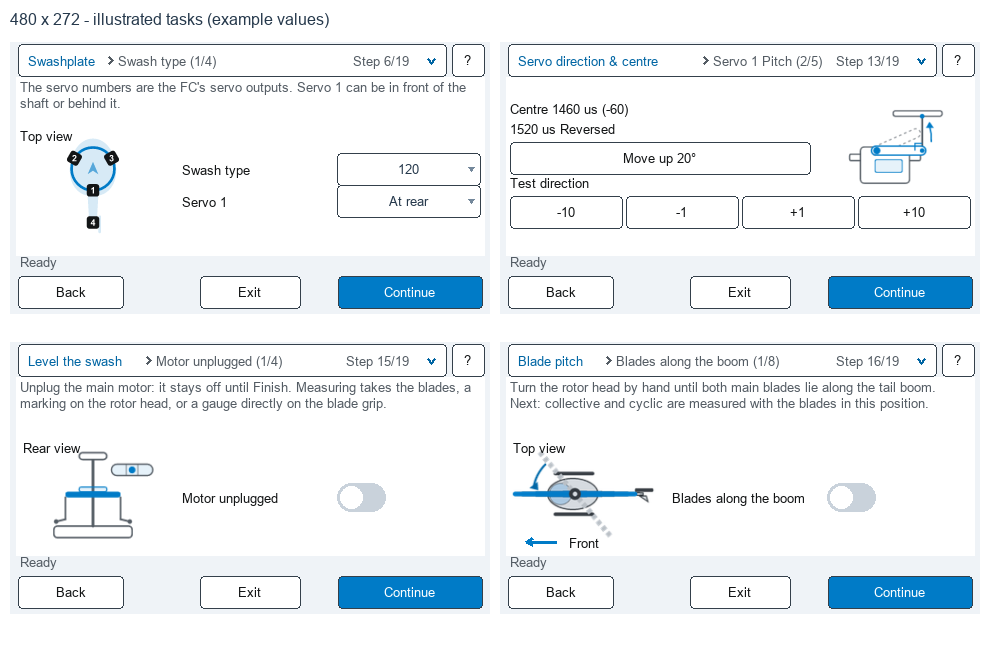 480 x 272 - illustrated tasks (example values)
Swashplate > Swash type (1/4) Step 6/19 ?
The servo numbers are the FC's servo outputs. Servo 1 can be in front of the
shaft or behind it.
Top view
2 3
1
4
Swash type 120
Servo 1 At rear
Ready
Back Exit Continue
Servo direction & centre > Servo 1 Pitch (2/5) Step 13/19 ?
Centre 1460 us (-60)
1520 us Reversed
Move up 20°
Test direction
-10 -1 +1 +10
Ready
Back Exit Continue
Level the swash > Motor unplugged (1/4) Step 15/19 ?
Unplug the main motor: it stays off until Finish. Measuring takes the blades, a
marking on the rotor head, or a gauge directly on the blade grip.
Rear view
Motor unplugged
Ready
Back Exit Continue
Blade pitch > Blades along the boom (1/8) Step 16/19 ?
Turn the rotor head by hand until both main blades lie along the tail boom.
Next: collective and cyclic are measured with the blades in this position.
Top view
Blades along the boom
Front
Ready
Back Exit Continue